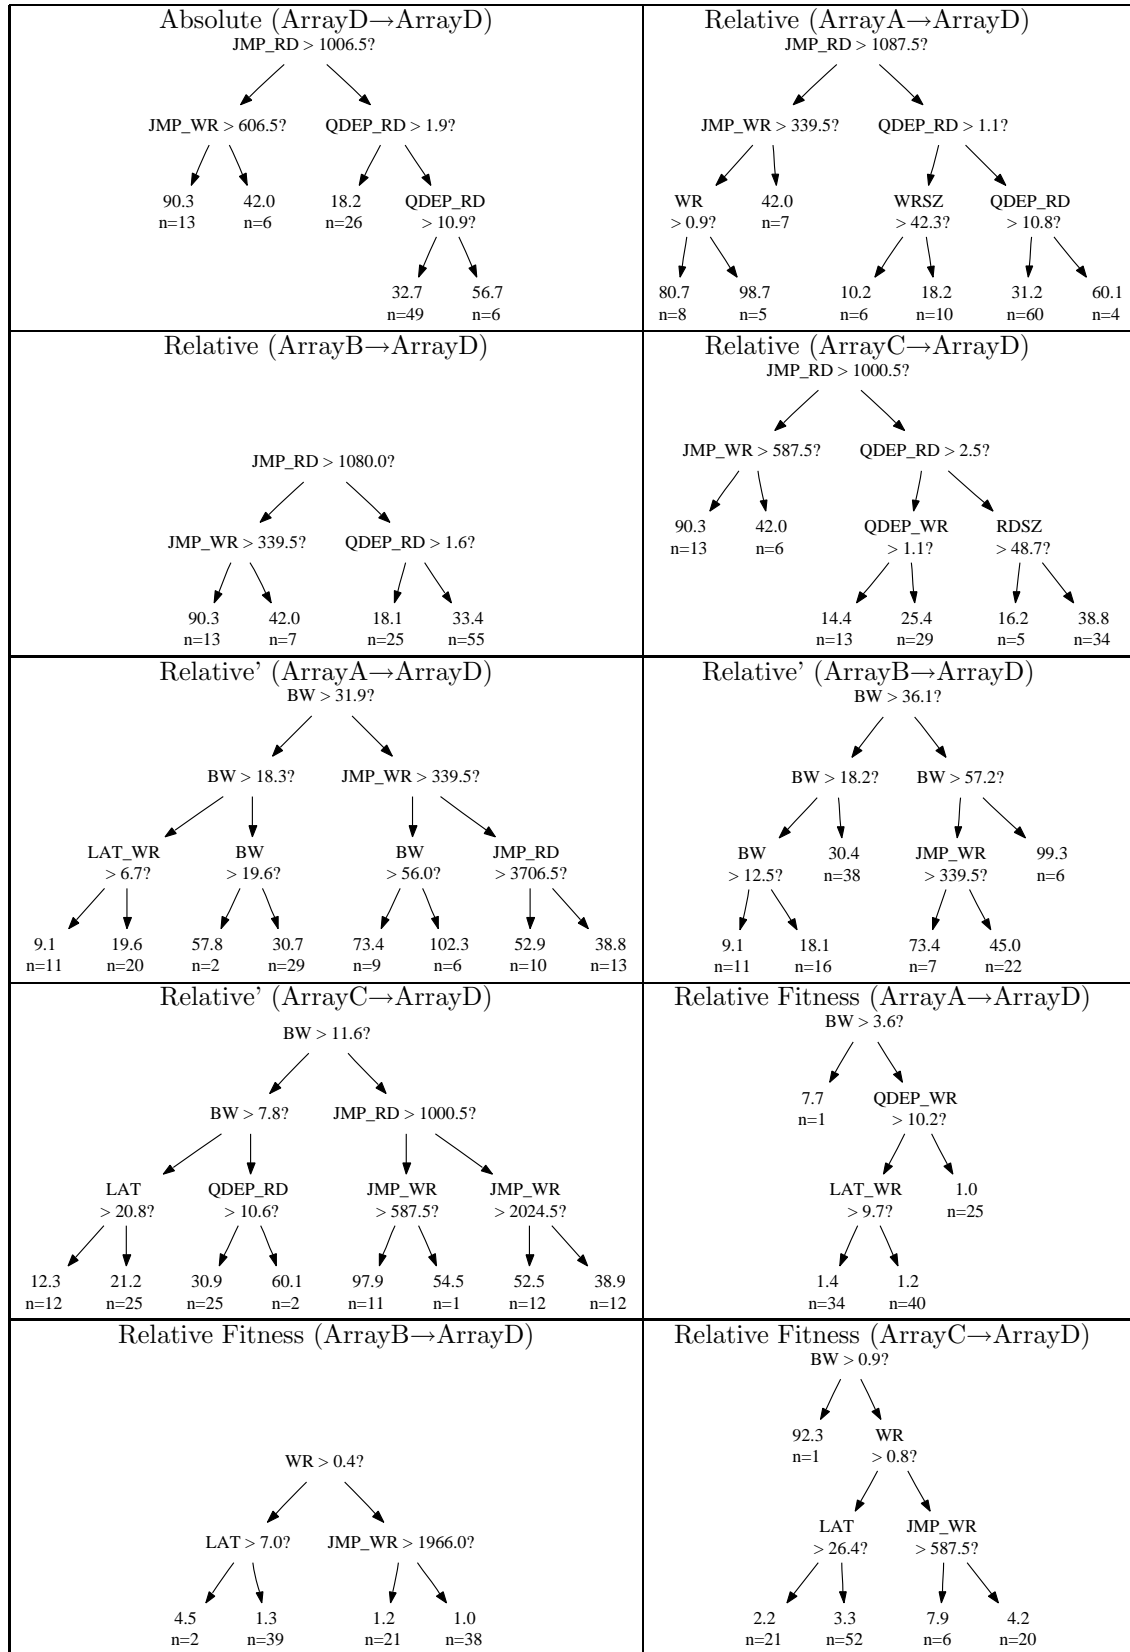 Absolute (ArrayD→ArrayD)
JMP_RD > 1006.5?
JMP_WR > 606.5? QDEP_RD > 1.9?
90.3 42.0 18.2 QDEP_RD
n=13 n=6 n=26 > 10.9?
32.7 56.7
n=49 n=6
Relative (ArrayA→ArrayD)
JMP_RD > 1087.5?
JMP_WR > 339.5? QDEP_RD > 1.1?
WR 42.0 WRSZ QDEP_RD
> 0.9? n=7 > 42.3? > 10.8?
80.7 98.7 10.2 18.2 31.2 60.1
n=8 n=5 n=6 n=10 n=60 n=4
Relative (ArrayB→ArrayD)
JMP_RD > 1080.0?
JMP_WR > 339.5? QDEP_RD > 1.6?
90.3 42.0 18.1 33.4
n=13 n=7 n=25 n=55
Relative (ArrayC→ArrayD)
JMP_RD > 1000.5?
JMP_WR > 587.5? QDEP_RD > 2.5?
90.3 42.0 QDEP_WR RDSZ
n=13 n=6 > 1.1? > 48.7?
14.4 25.4 16.2 38.8
n=13 n=29 n=5 n=34
Relative’ (ArrayA→ArrayD)
BW > 31.9?
BW > 18.3? JMP_WR > 339.5?
LAT_WR BW BW JMP_RD
> 6.7? > 19.6? > 56.0? > 3706.5?
9.1 19.6 57.8 30.7 73.4 102.3 52.9 38.8
n=11 n=20 n=2 n=29 n=9 n=6 n=10 n=13
Relative’ (ArrayB→ArrayD)
BW > 36.1?
BW > 18.2? BW > 57.2?
BW 30.4 JMP_WR 99.3
> 12.5? n=38 > 339.5? n=6
9.1 18.1 73.4 45.0
n=11 n=16 n=7 n=22
Relative’ (ArrayC→ArrayD)
BW > 11.6?
BW > 7.8? JMP_RD > 1000.5?
LAT QDEP_RD JMP_WR JMP_WR
> 20.8? > 10.6? > 587.5? > 2024.5?
12.3 21.2 30.9 60.1 97.9 54.5 52.5 38.9
n=12 n=25 n=25 n=2 n=11 n=1 n=12 n=12
Relative Fitness (ArrayA→ArrayD)
BW > 3.6?
7.7 QDEP_WR
n=1 > 10.2?
LAT_WR 1.0
> 9.7? n=25
1.4 1.2
n=34 n=40
Relative Fitness (ArrayB→ArrayD)
WR > 0.4?
LAT > 7.0? JMP_WR > 1966.0?
4.5 1.3 1.2 1.0
n=2 n=39 n=21 n=38
Relative Fitness (ArrayC→ArrayD)
BW > 0.9?
92.3 WR
n=1 > 0.8?
LAT JMP_WR
> 26.4? > 587.5?
2.2 3.3 7.9 4.2
n=21 n=52 n=6 n=20